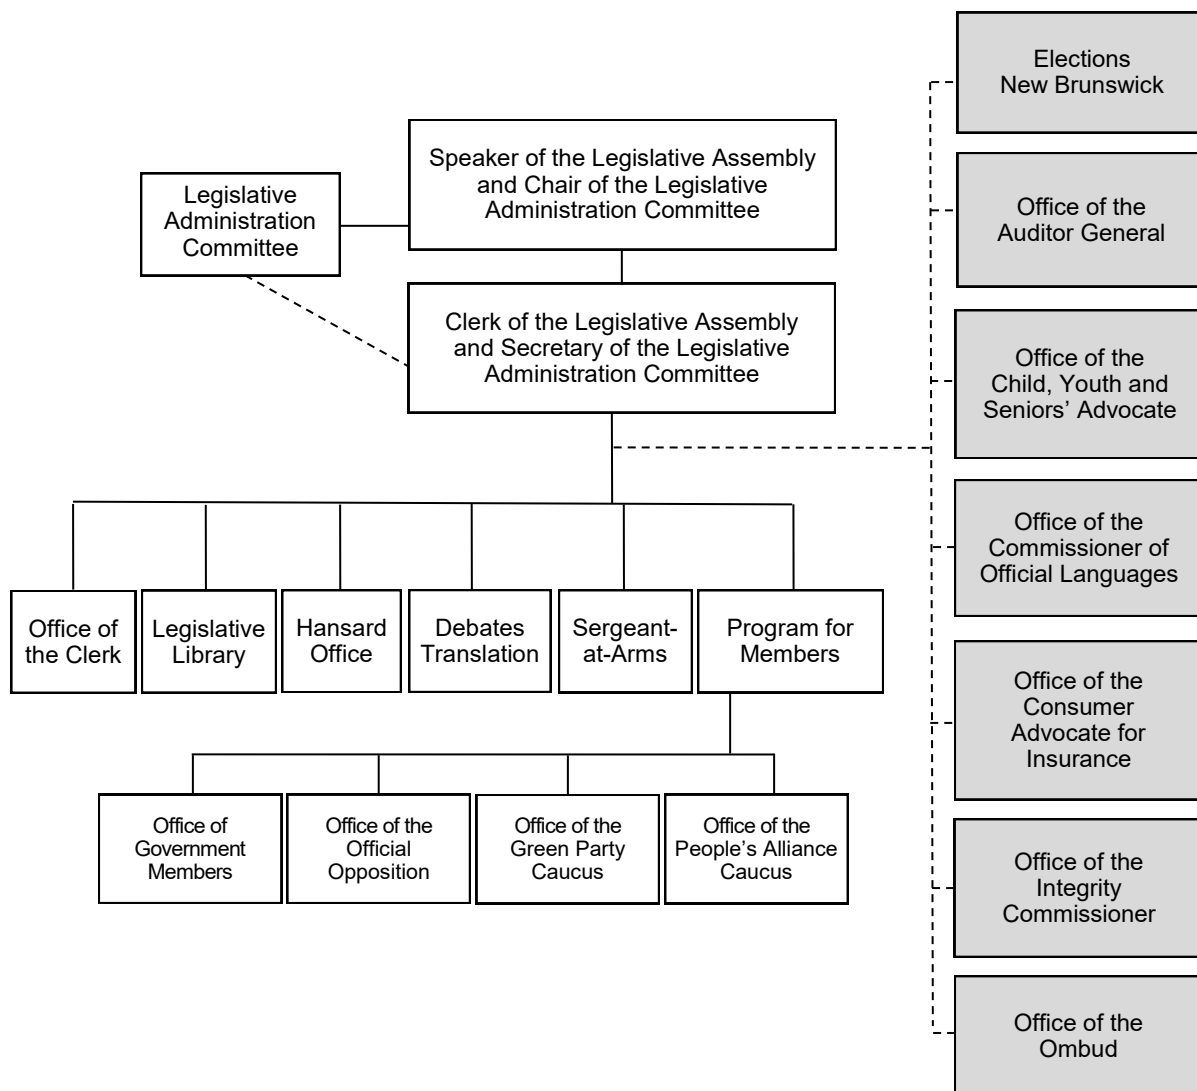 Elections
New Brunswick
Speaker of the Legislative Assembly
and Chair of the Legislative
Administration Committee
Legislative
Administration
Committee
Office of the
Auditor General
Clerk of the Legislative Assembly
and Secretary of the Legislative
Administration Committee
Office of the
Child, Youth and
Seniors’ Advocate
Office of the
Commissioner of
Official Languages
Office of
the Clerk
Legislative
Library
Hansard
Office
Debates
Translation
Sergeant-
at-Arms
Program for
Members
Office of the
Consumer
Advocate for
Insurance
Office of
Government
Members
Office of the
Official
Opposition
Office of the
Green Party
Caucus
Office of the
People’s Alliance
Caucus
Office of the
Integrity
Commissioner
Office of the
Ombud